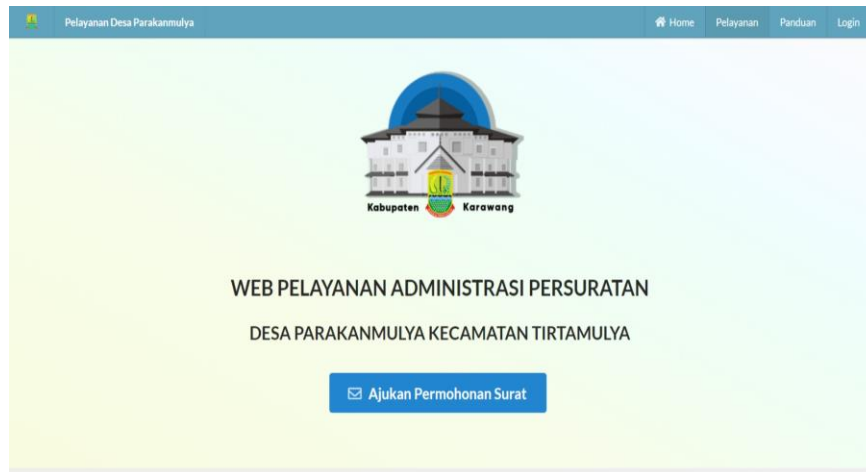 Pelayanan Desa Parakanmulya
Home
Pelayanan
Panduan
Login
Kabupaten Karawang
WEB PELAYANAN ADMINISTRASI PERSURATAN
DESA PARAKANMULYA KECAMATAN TIRTAMULYA
Ajukan Permohonan Surat